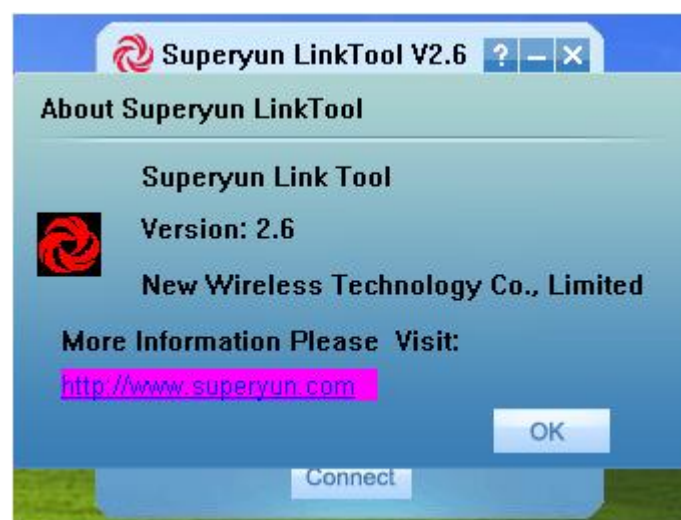 Superyun LinkTool V2.6 ? – ×
About Superyun LinkTool
Superyun Link Tool
Version: 2.6
New Wireless Technology Co., Limited
More Information Please Visit:
http://www.superyun.com
OK
Connect